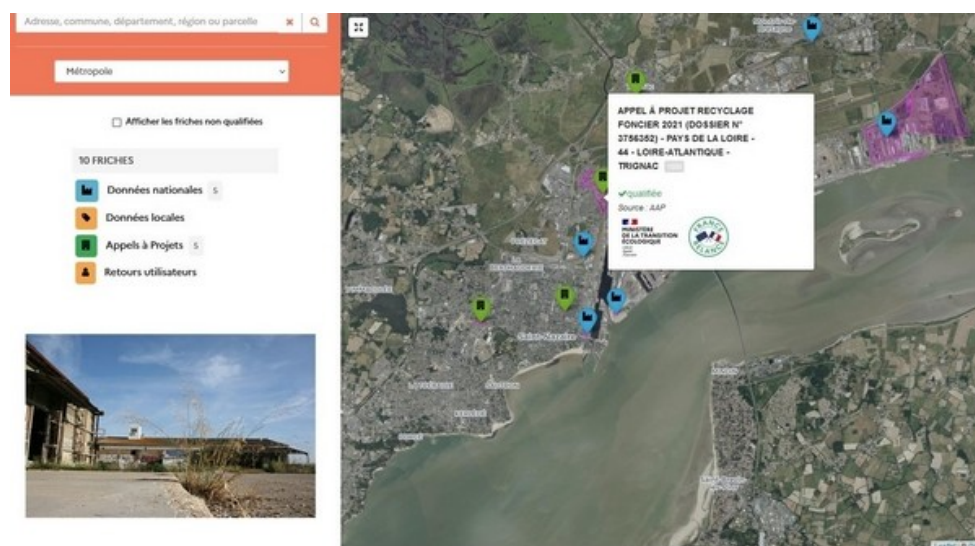 Adresse, commune, département, région ou parcelle
Métropole
Afficher les friches non qualifiées
10 FRICHES
Données nationales 5
Données locales
Appels à Projets 5
Retours utilisateurs
APPEL À PROJET RECYCLAGE
FONCIER 2021 (DOSSIER N°
3756352) - PAYS DE LA LOIRE -
44 - LOIRE-ATLANTIQUE -
TRIGNAC
qualifiée
Source : AAP
MINISTÈRE
DE LA TRANSITION
ÉCOLOGIQUE
FRANCE
RELANCE
Saint-Nazaire